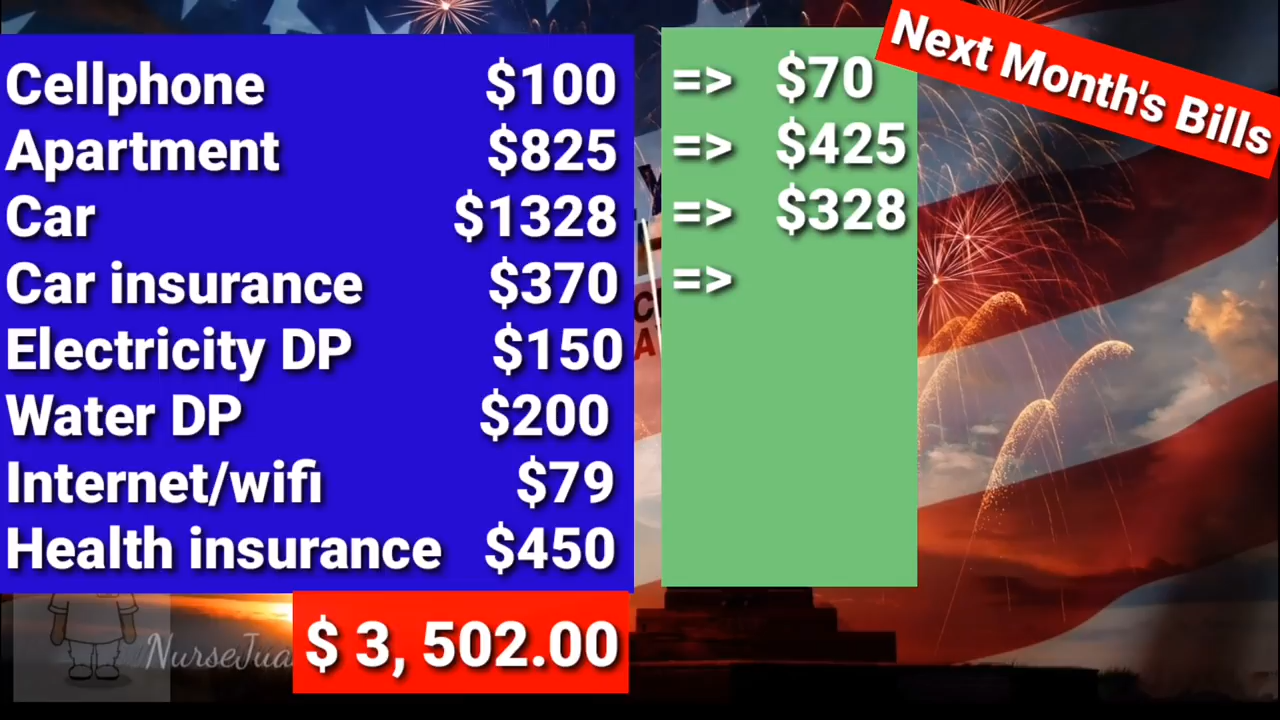 Next Month's Bills
Cellphone $100 => $70
Apartment $825 => $425
Car $1328 => $328
Car insurance $370 =>
Electricity DP $150
Water DP $200
Internet/wifi $79
Health insurance $450
$ 3, 502.00